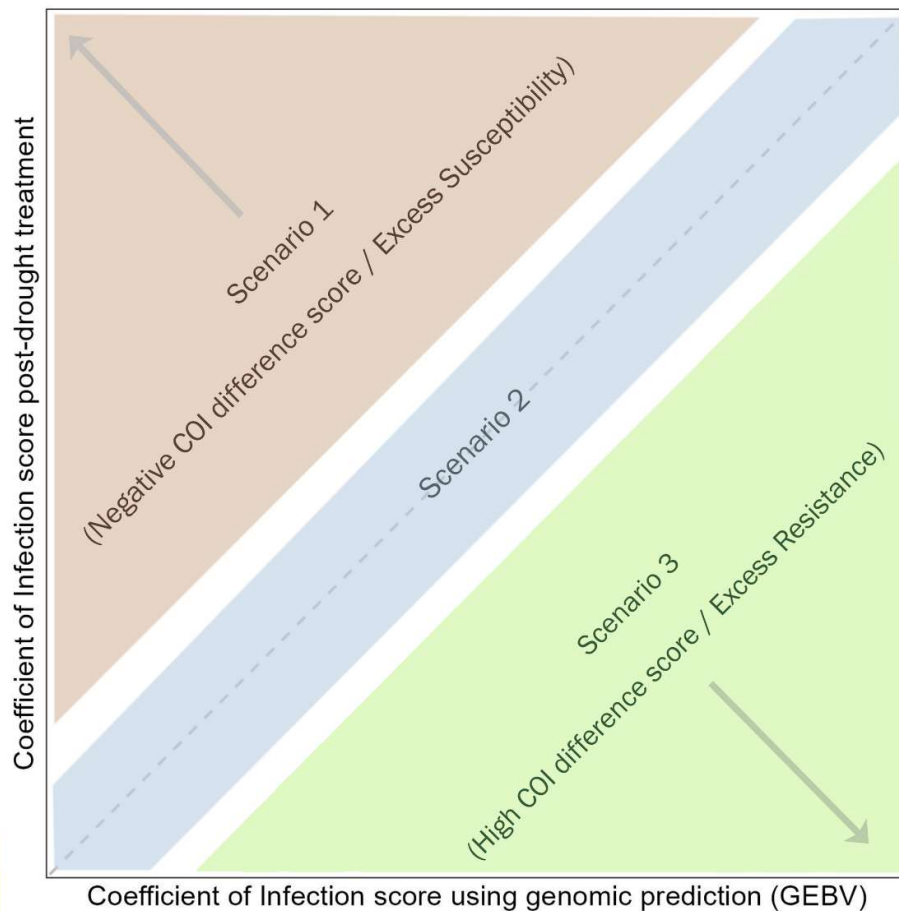 Coefficient of Infection score post-drought treatment
Scenario 1
(Negative COI difference score / Excess Susceptibility)
Scenario 2
Scenario 3
(High COI difference score / Excess Resistance)
Coefficient of Infection score using genomic prediction (GEBV)